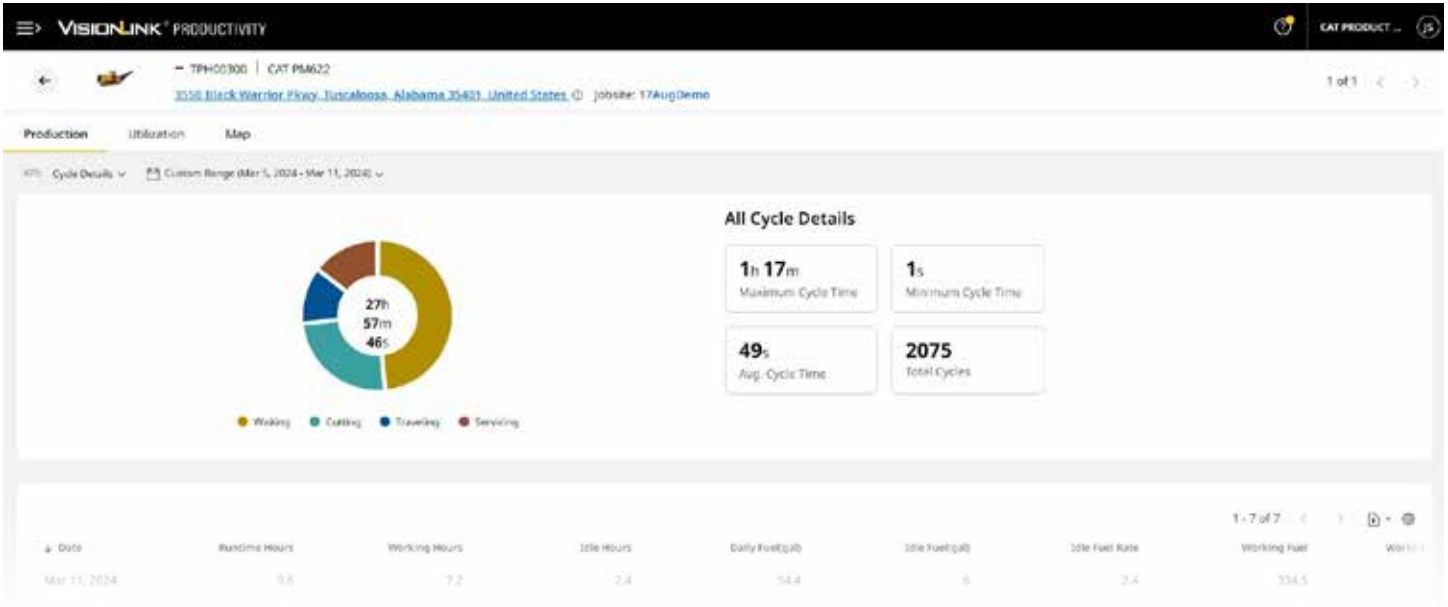 VISIONLINK® PRODUCTIVITY
CAT PRODUCT ... JS
TPH00300 | CAT PM622
3550 Black Warrior Pkwy, Tuscaloosa, Alabama 35401, United States Jobsite: 17AugDemo
1 of 1
Production Utilization Map
Cycle Details Custom Range (Mar 5, 2024 - Mar 11, 2024)
All Cycle Details
27h
57m
46s
1h 17m
Maximum Cycle Time
1s
Minimum Cycle Time
49s
Avg. Cycle Time
2075
Total Cycles
Waiting Cutting Traveling Servicing
1 - 7 of 7
Date Runtime Hours Working Hours Idle Hours Daily Fuel(gal) Idle Fuel(gal) Idle Fuel Rate Working Fuel
Mar 11, 2024 9.6 7.2 2.4 6 2.4 334.5